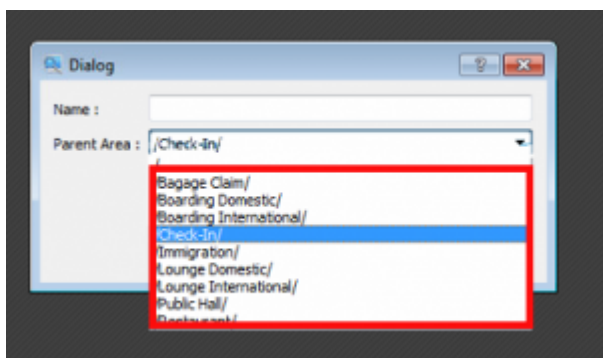 Dialog
Name :
Parent Area : /Check-In/
/
/Bagage Claim/
/Boarding Domestic/
/Boarding International/
/Check-In/
/Immigration/
/Lounge Domestic/
/Lounge International/
/Public Hall/
/Restaurant/